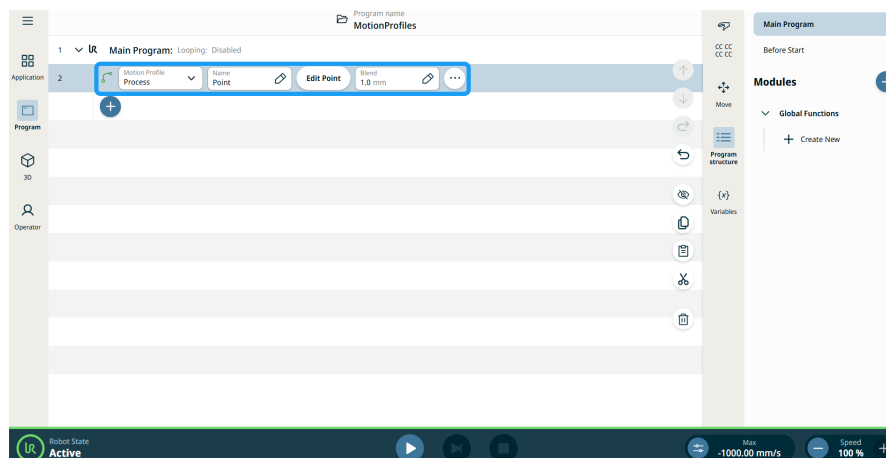 Program name
MotionProfiles
Main Program
CC CC
CC CC
Before Start
1 Main Program: Looping: Disabled
Application
2 Motion Profile Process Name Point Edit Point Blend 1.0 mm
Modules
Move
Global Functions
Program
Program structure
Create New
3D
{x}
Variables
Operator
UR
Robot State
Active
Max
-1000.00 mm/s
Speed
100 %